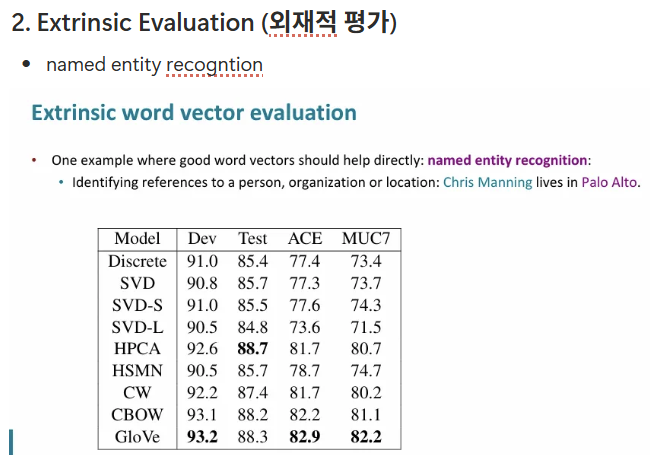 2. Extrinsic Evaluation (외재적 평가)
• named entity recogntion
Extrinsic word vector evaluation
• One example where good word vectors should help directly: named entity recognition:
• Identifying references to a person, organization or location: Chris Manning lives in Palo Alto.
Model Dev Test ACE MUC7
Discrete 91.0 85.4 77.4 73.4
SVD 90.8 85.7 77.3 73.7
SVD-S 91.0 85.5 77.6 74.3
SVD-L 90.5 84.8 73.6 71.5
HPCA 92.6 88.7 81.7 80.7
HSMN 90.5 85.7 78.7 74.7
CW 92.2 87.4 81.7 80.2
CBOW 93.1 88.2 82.2 81.1
GloVe 93.2 88.3 82.9 82.2